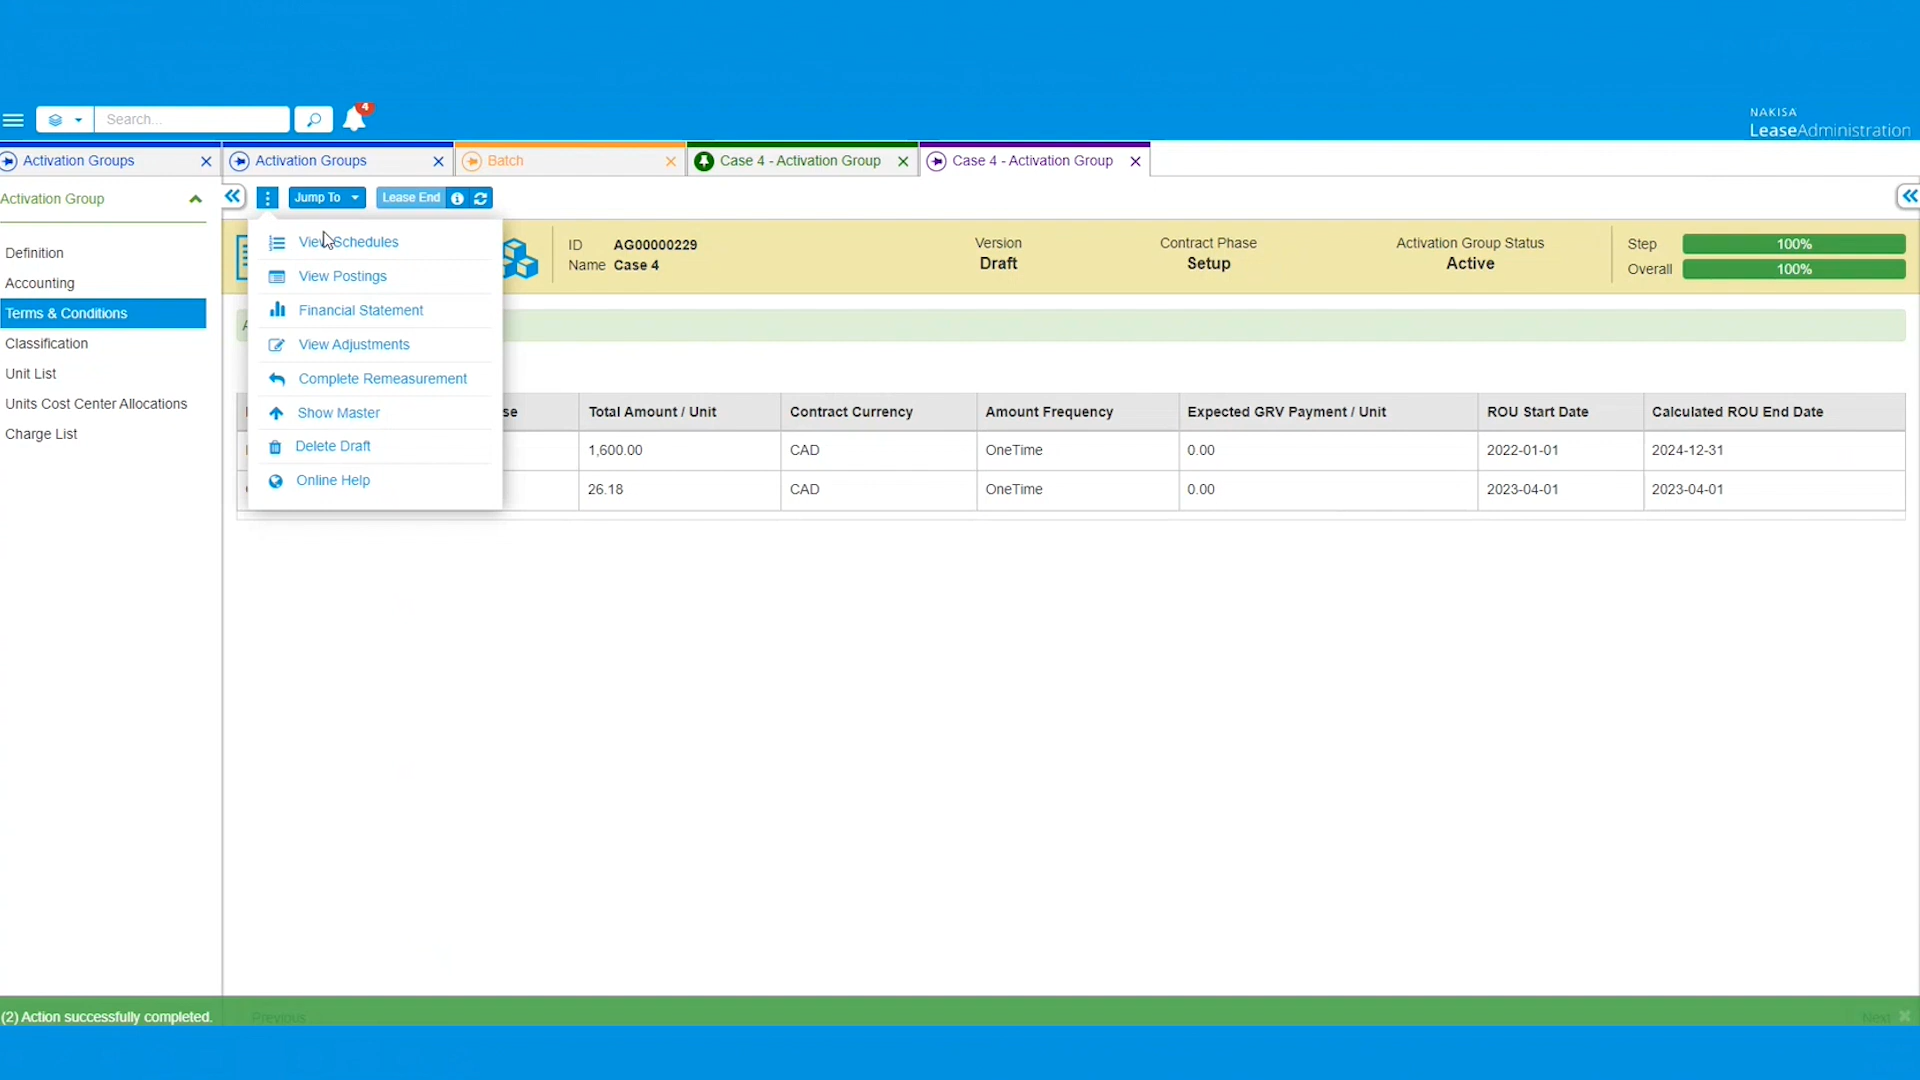 Search...
4
NAKISA
LeaseAdministration
Activation Groups
Activation Groups
Batch
Case 4 - Activation Group
Case 4 - Activation Group
Activation Group
Jump To
Lease End
Definition
Accounting
Terms & Conditions
Classification
Unit List
Units Cost Center Allocations
Charge List
View Schedules
View Postings
Financial Statement
View Adjustments
Complete Remeasurement
Show Master
Delete Draft
Online Help
ID AG00000229
Name Case 4
Version
Draft
Contract Phase
Setup
Activation Group Status
Active
Step 100%
Overall 100%
se Total Amount / Unit Contract Currency Amount Frequency Expected GRV Payment / Unit ROU Start Date Calculated ROU End Date
1,600.00 CAD OneTime 0.00 2022-01-01 2024-12-31
26.18 CAD OneTime 0.00 2023-04-01 2023-04-01
(2) Action successfully completed.
Previous
Next